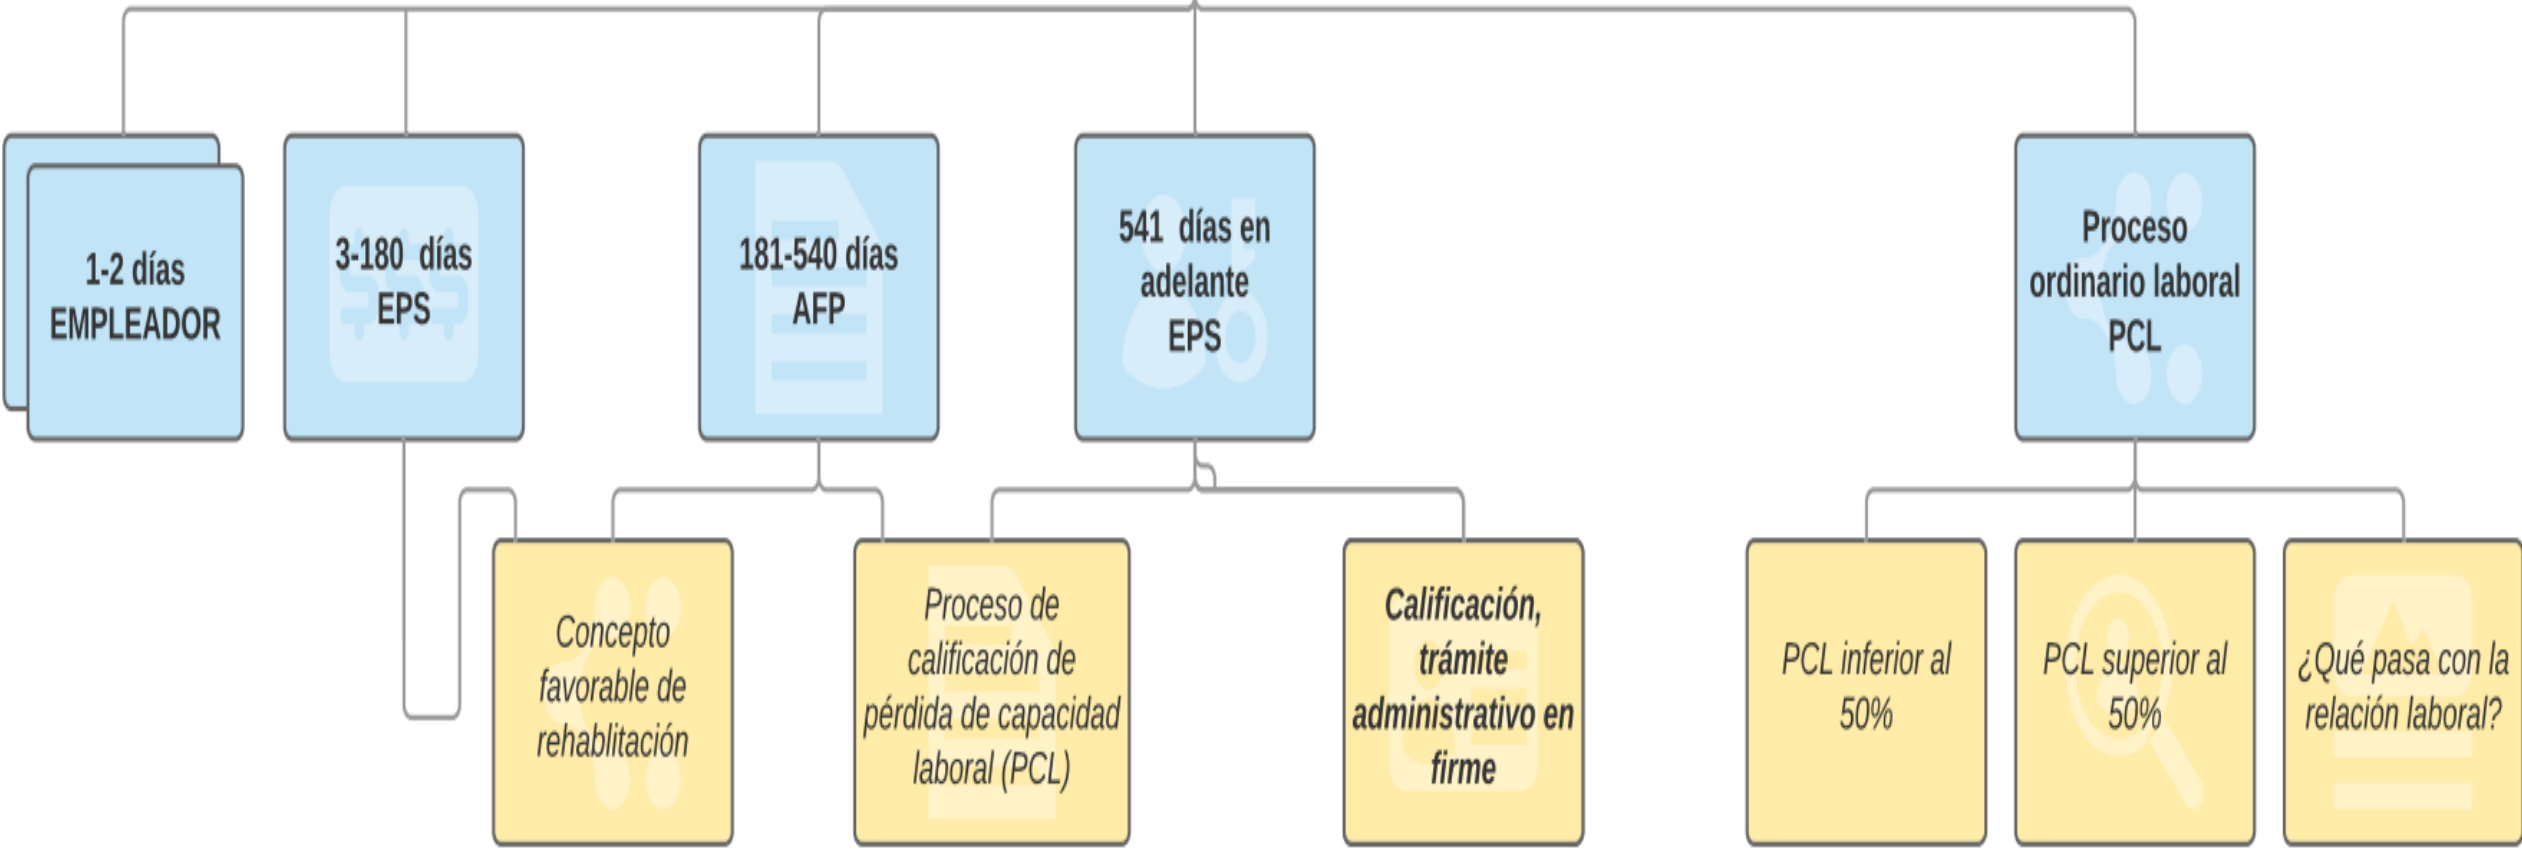 1-2 días
EMPLEADOR
3-180 días
EPS
181-540 días
AFP
541 días en
adelante
EPS
Proceso
ordinario laboral
PCL
Concepto
favorable de
rehablitación
Proceso de
calificación de
pérdida de capacidad
laboral (PCL)
Calificación,
trámite
administrativo en
firme
PCL inferior al
50%
PCL superior al
50%
¿Qué pasa con la
relación laboral?